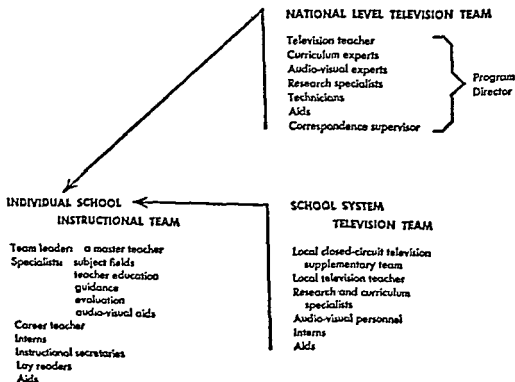 NATIONAL LEVEL TELEVISION TEAM
Television teacher
Curriculum experts
Audio-visual experts
Research specialists
Technicians
Aids
Correspondence supervisor
Program
Director
INDIVIDUAL SCHOOL
INSTRUCTIONAL TEAM
Team leader: a master teacher
Specialists: subject fields
teacher education
guidance
evaluation
audio-visual aids
Career teacher
Interns
Instructional secretaries
Lay readers
Aids
SCHOOL SYSTEM
TELEVISION TEAM
Local closed-circuit television
supplementary team
Local television teacher
Research and curriculum
specialists
Audio-visual personnel
Interns
Aids